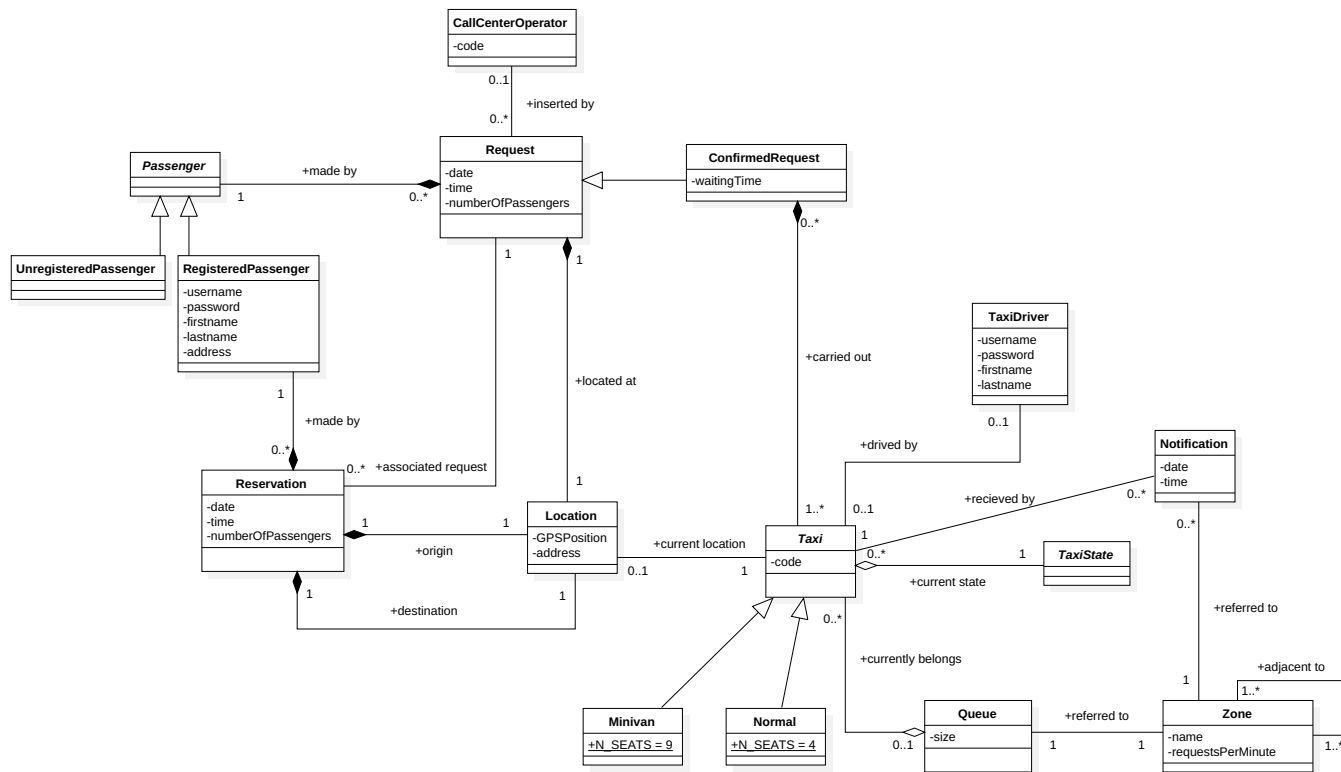 CallCenterOperator
-code
0..1
+inserted by
0..*
Request
-date
-time
-numberOfPassengers
ConfirmedRequest
-waitingTime
Passenger
+made by
1
0..*
0..*
UnregisteredPassenger
RegisteredPassenger
-username
-password
-firstname
-lastname
-address
1
1
TaxiDriver
-username
-password
-firstname
-lastname
+carried out
+located at
1
+made by
0..1
+drived by
Notification
-date
-time
0..*
0..*
+associated request
+recieved by
0..*
Reservation
-date
-time
-numberOfPassengers
1
1..*
0..1
0..*
Location
-GPSPosition
-address
1
1
+origin
+current location
0..1
1
Taxi
-code
1
0..*
1
+current state
TaxiState
1
+destination
1
0..*
+referred to
+currently belongs
+adjacent to
1
1..*
Minivan
+N_SEATS = 9
Normal
+N_SEATS = 4
Queue
-size
0..1
+referred to
1
1
Zone
-name
-requestsPerMinute
1..*